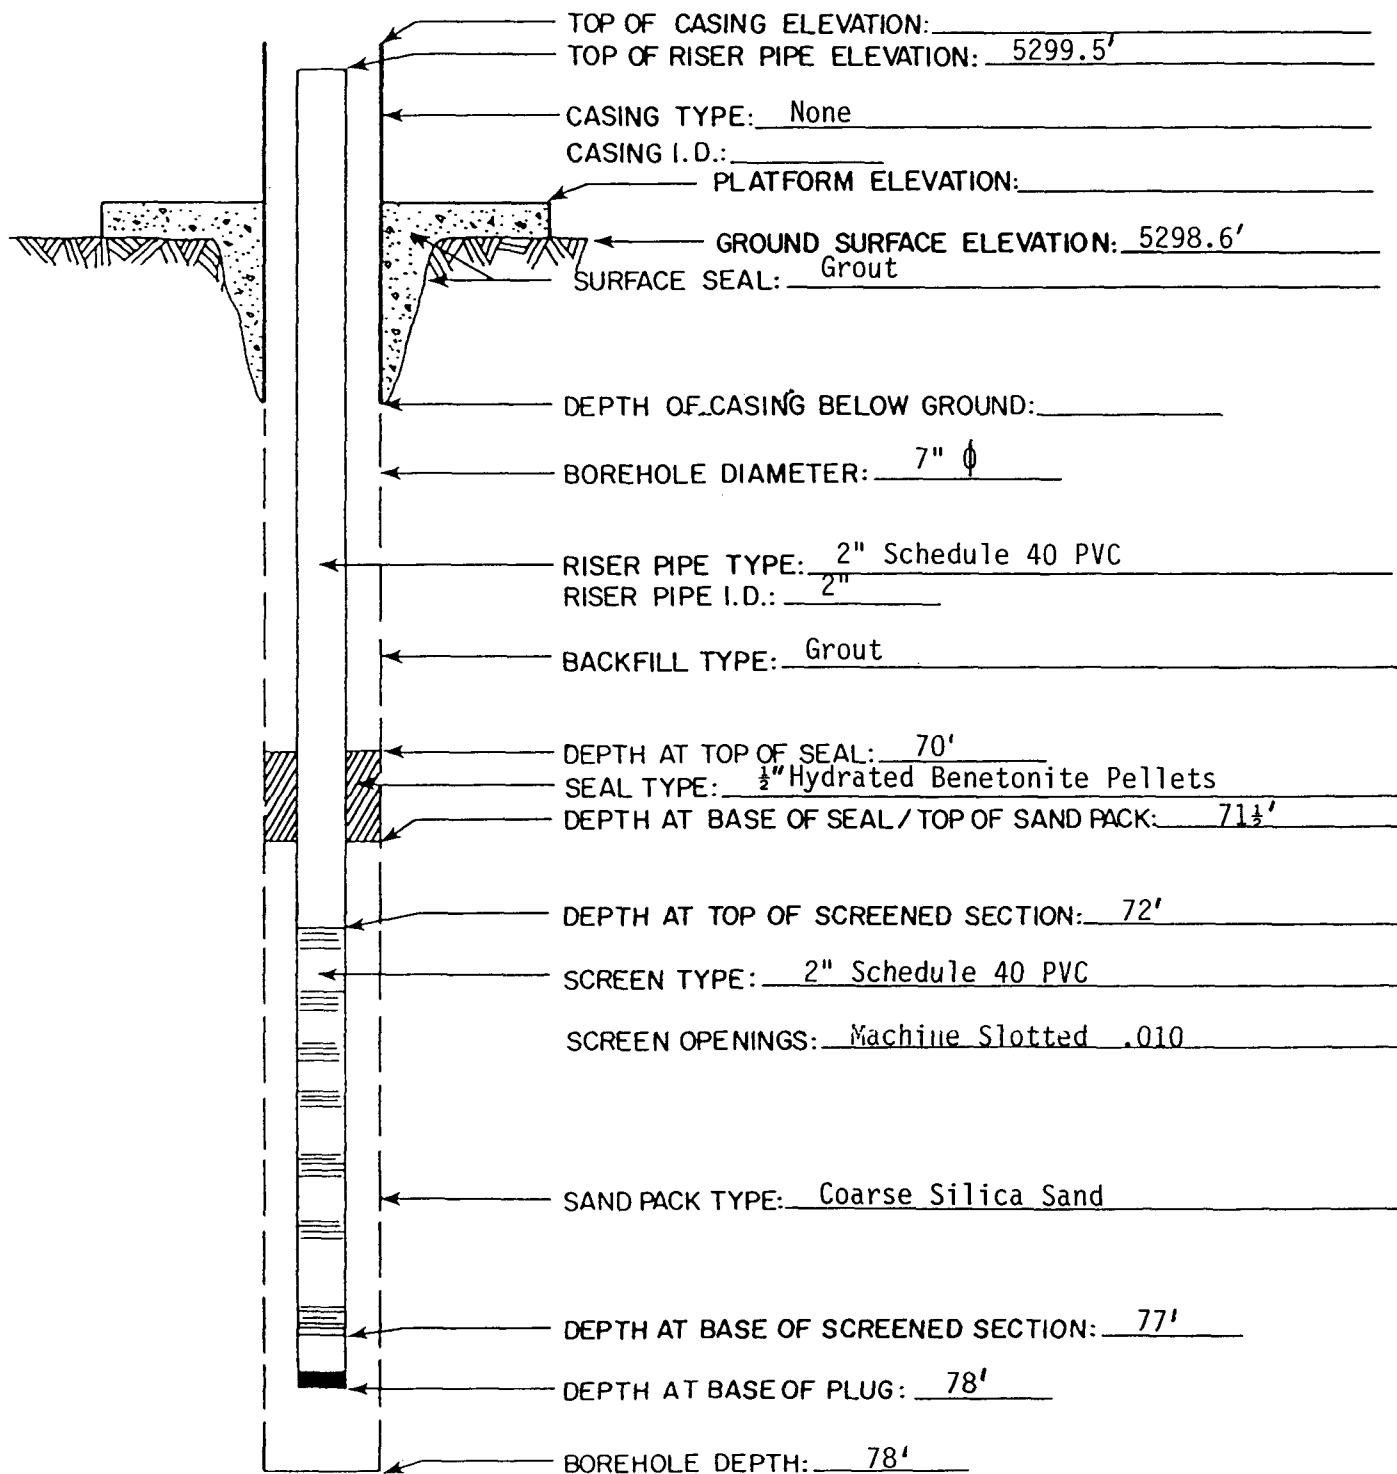 TOP OF CASING ELEVATION:
TOP OF RISER PIPE ELEVATION: 5299.5'
CASING TYPE: None
CASING I.D.:
PLATFORM ELEVATION:
GROUND SURFACE ELEVATION: 5298.6'
SURFACE SEAL: Grout
DEPTH OF CASING BELOW GROUND:
BOREHOLE DIAMETER: 7" ϕ
RISER PIPE TYPE: 2" Schedule 40 PVC
RISER PIPE I.D.: 2"
BACKFILL TYPE: Grout
DEPTH AT TOP OF SEAL: 70'
SEAL TYPE: ½" Hydrated Benetonite Pellets
DEPTH AT BASE OF SEAL/TOP OF SAND PACK: 71½'
DEPTH AT TOP OF SCREENED SECTION: 72'
SCREEN TYPE: 2" Schedule 40 PVC
SCREEN OPENINGS: Machine Slotted .010
SAND PACK TYPE: Coarse Silica Sand
DEPTH AT BASE OF SCREENED SECTION: 77'
DEPTH AT BASE OF PLUG: 78'
BOREHOLE DEPTH: 78'